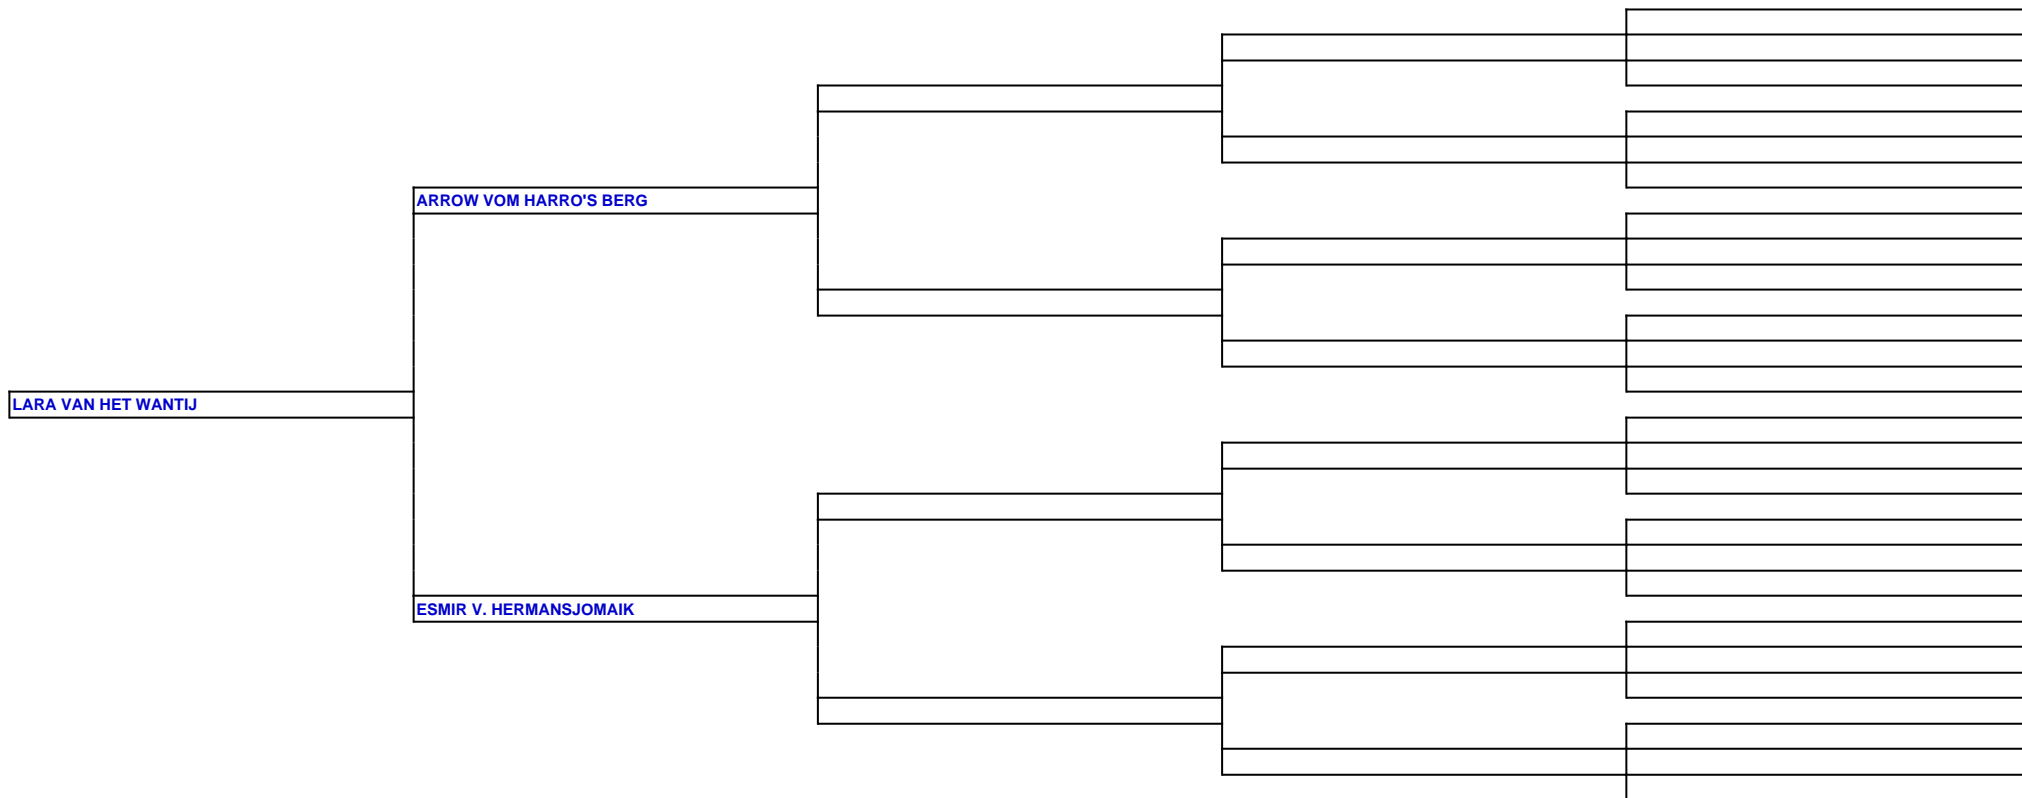 ARROW VOM HARRO'S BERG
LARA VAN HET WANTIJ
ESMIR V. HERMANSJOMAIK